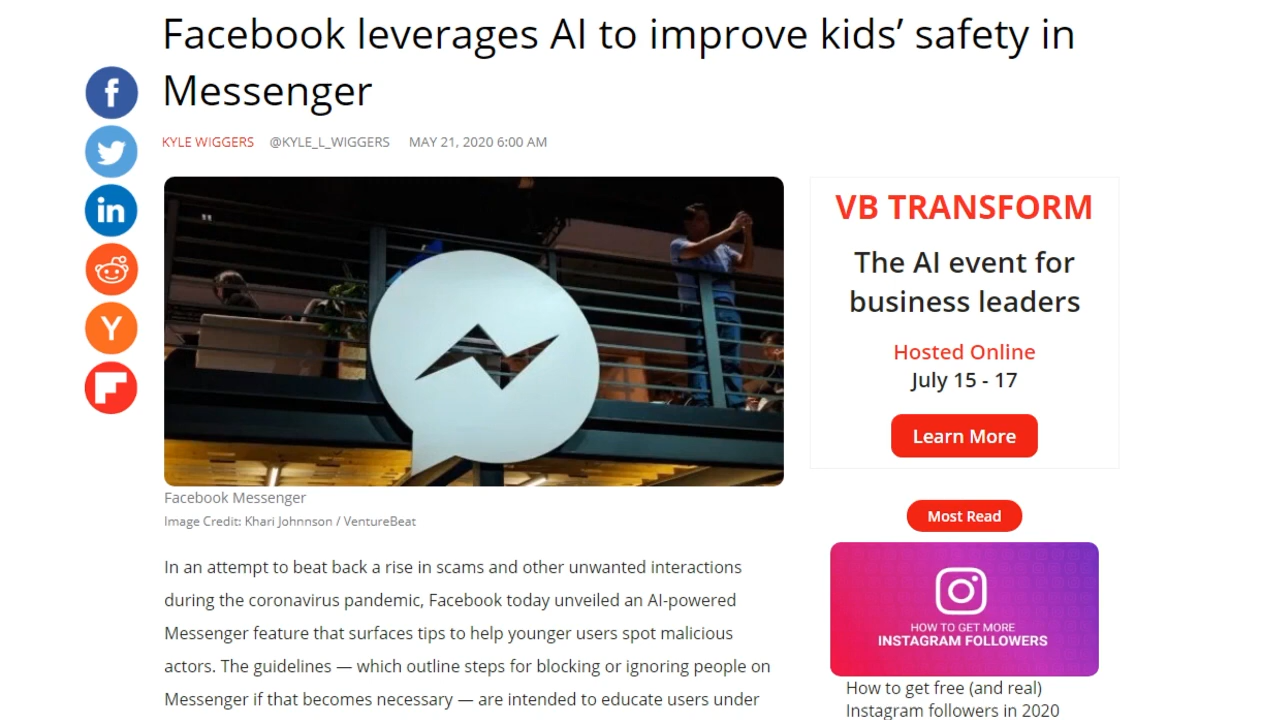 Facebook leverages AI to improve kids’ safety in
Messenger
KYLE WIGGERS @KYLE_L_WIGGERS MAY 21, 2020 6:00 AM
Facebook Messenger
Image Credit: Khari Johnnson / VentureBeat
In an attempt to beat back a rise in scams and other unwanted interactions
during the coronavirus pandemic, Facebook today unveiled an AI-powered
Messenger feature that surfaces tips to help younger users spot malicious
actors. The guidelines — which outline steps for blocking or ignoring people on
Messenger if that becomes necessary — are intended to educate users under
VB TRANSFORM
The AI event for
business leaders
Hosted Online
July 15 - 17
Learn More
Most Read
HOW TO GET MORE
INSTAGRAM FOLLOWERS
How to get free (and real)
Instagram followers in 2020